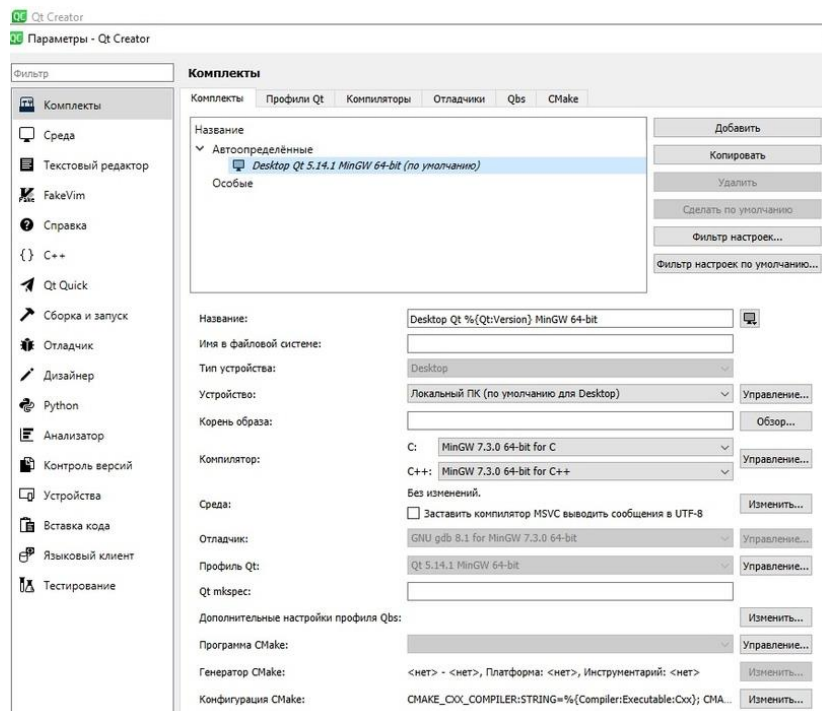 Qt Creator
Параметры - Qt Creator
Фильтр
Комплекты
Среда
Текстовый редактор
FakeVim
Справка
{} C++
Qt Quick
Сборка и запуск
Отладчик
Дизайнер
Python
Анализатор
Контроль версий
Устройства
Вставка кода
Языковый клиент
Тестирование
Комплекты
Комплекты Профили Qt Компиляторы Отладчики Qbs CMake
Название
Автоопределённые
Desktop Qt 5.14.1 MinGW 64-bit (по умолчанию)
Особые
Добавить
Копировать
Удалить
Сделать по умолчанию
Фильтр настроек...
Фильтр настроек по умолчанию...
Название: Desktop Qt %{Qt:Version} MinGW 64-bit
Имя в файловой системе:
Тип устройства: Desktop
Устройство: Локальный ПК (по умолчанию для Desktop) Управление...
Корень образа: Обзор...
Компилятор: C: MinGW 7.3.0 64-bit for C
C++: MinGW 7.3.0 64-bit for C++ Управление...
Среда: Без изменений. Изменить...
Заставить компилятор MSVC выводить сообщения в UTF-8
Отладчик: GNU gdb 8.1 for MinGW 7.3.0 64-bit Управление...
Профиль Qt: Qt 5.14.1 MinGW 64-bit Управление...
Qt mkspec:
Дополнительные настройки профиля Qbs: Изменить...
Программа CMake: Управление...
Генератор CMake: <нет> - <нет>, Платформа: <нет>, Инструментарий: <нет> Изменить...
Конфигурация CMake: CMAKE_CXX_COMPILER:STRING=%{Compiler:Executable:Cxx}; CMA... Изменить...